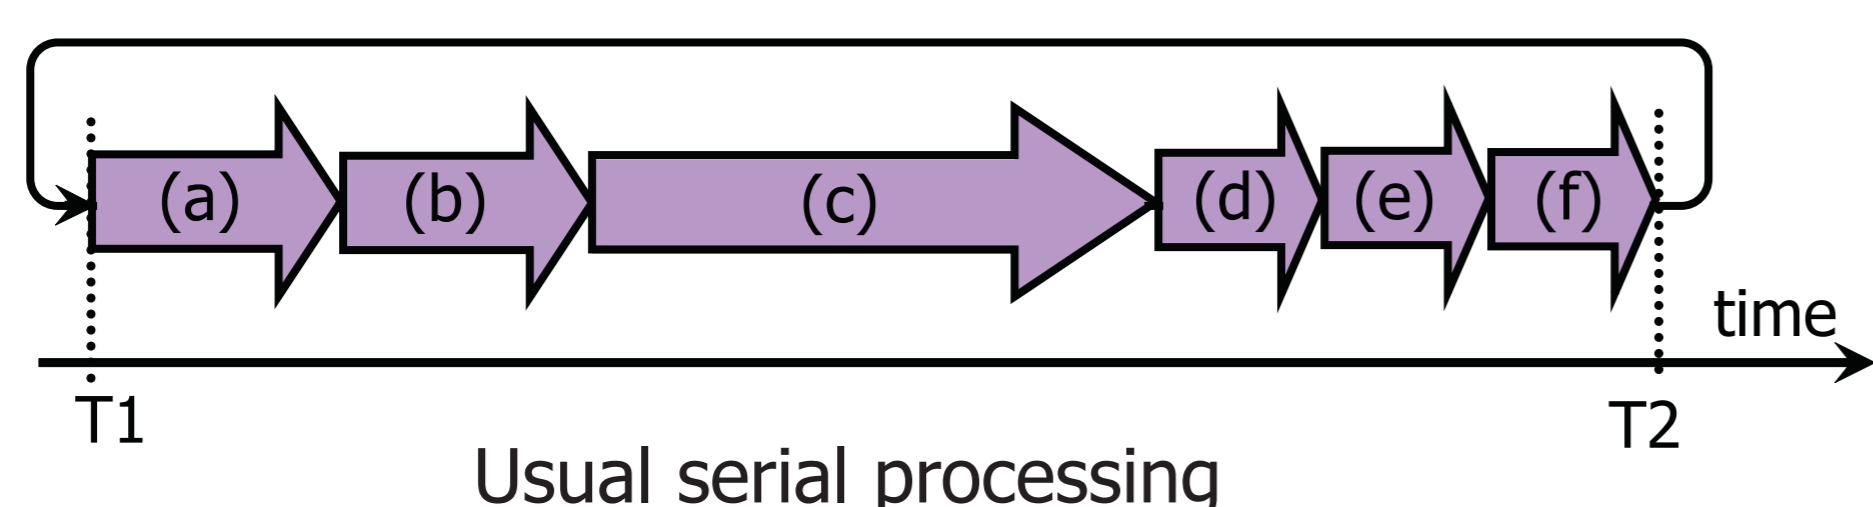 (a) (b) (c) (d) (e) (f)
time
T1 T2
Usual serial processing